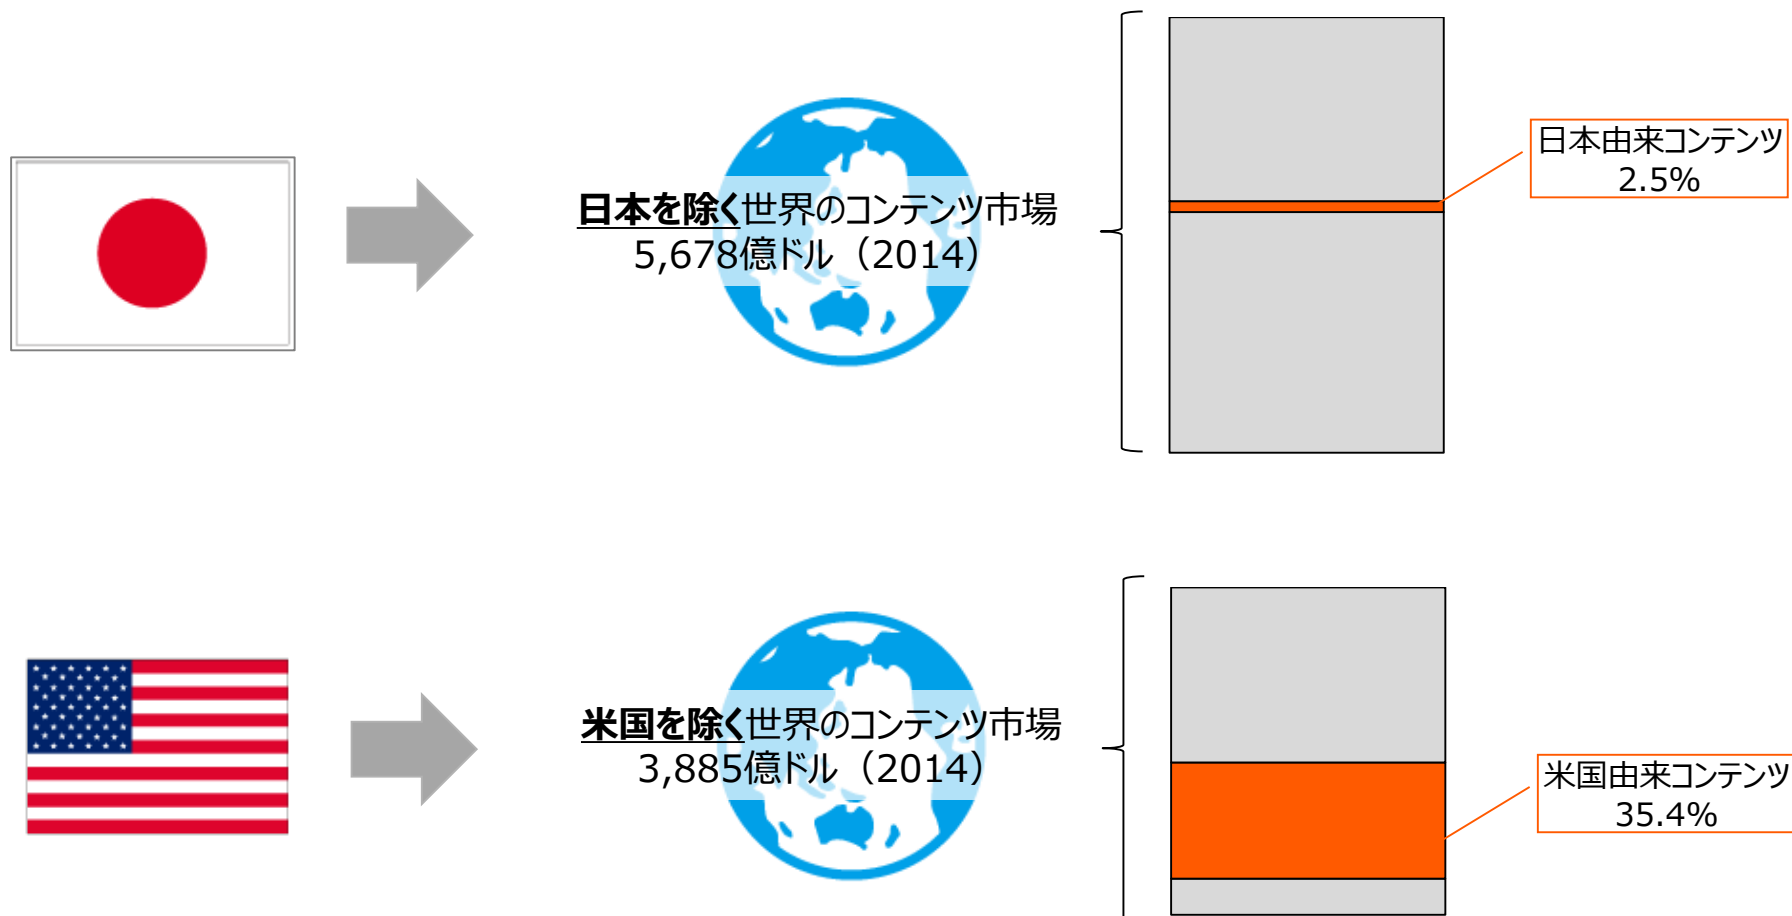 日本を除く世界のコンテンツ市場
5,678億ドル（2014）
日本由来コンテンツ
2.5%
米国を除く世界のコンテンツ市場
3,885億ドル（2014）
米国由来コンテンツ
35.4%